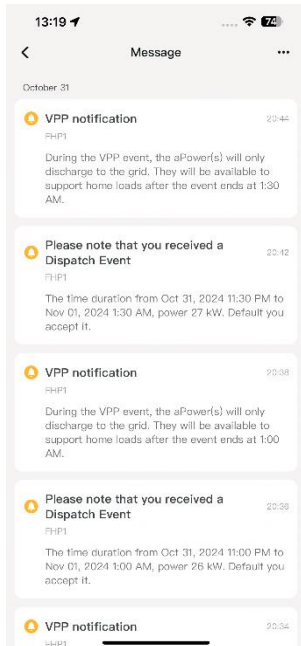 13:19
74
Message
October 31
VPP notification
20:44
FHP1
During the VPP event, the aPower(s) will only
discharge to the grid. They will be available to
support home loads after the event ends at 1:30
AM.
Please note that you received a
Dispatch Event
20:42
FHP1
The time duration from Oct 31, 2024 11:30 PM to
Nov 01, 2024 1:30 AM, power 27 kW. Default you
accept it.
VPP notification
20:38
FHP1
During the VPP event, the aPower(s) will only
discharge to the grid. They will be available to
support home loads after the event ends at 1:00
AM.
Please note that you received a
Dispatch Event
20:36
FHP1
The time duration from Oct 31, 2024 11:00 PM to
Nov 01, 2024 1:00 AM, power 26 kW. Default you
accept it.
VPP notification
20:34
FHP1